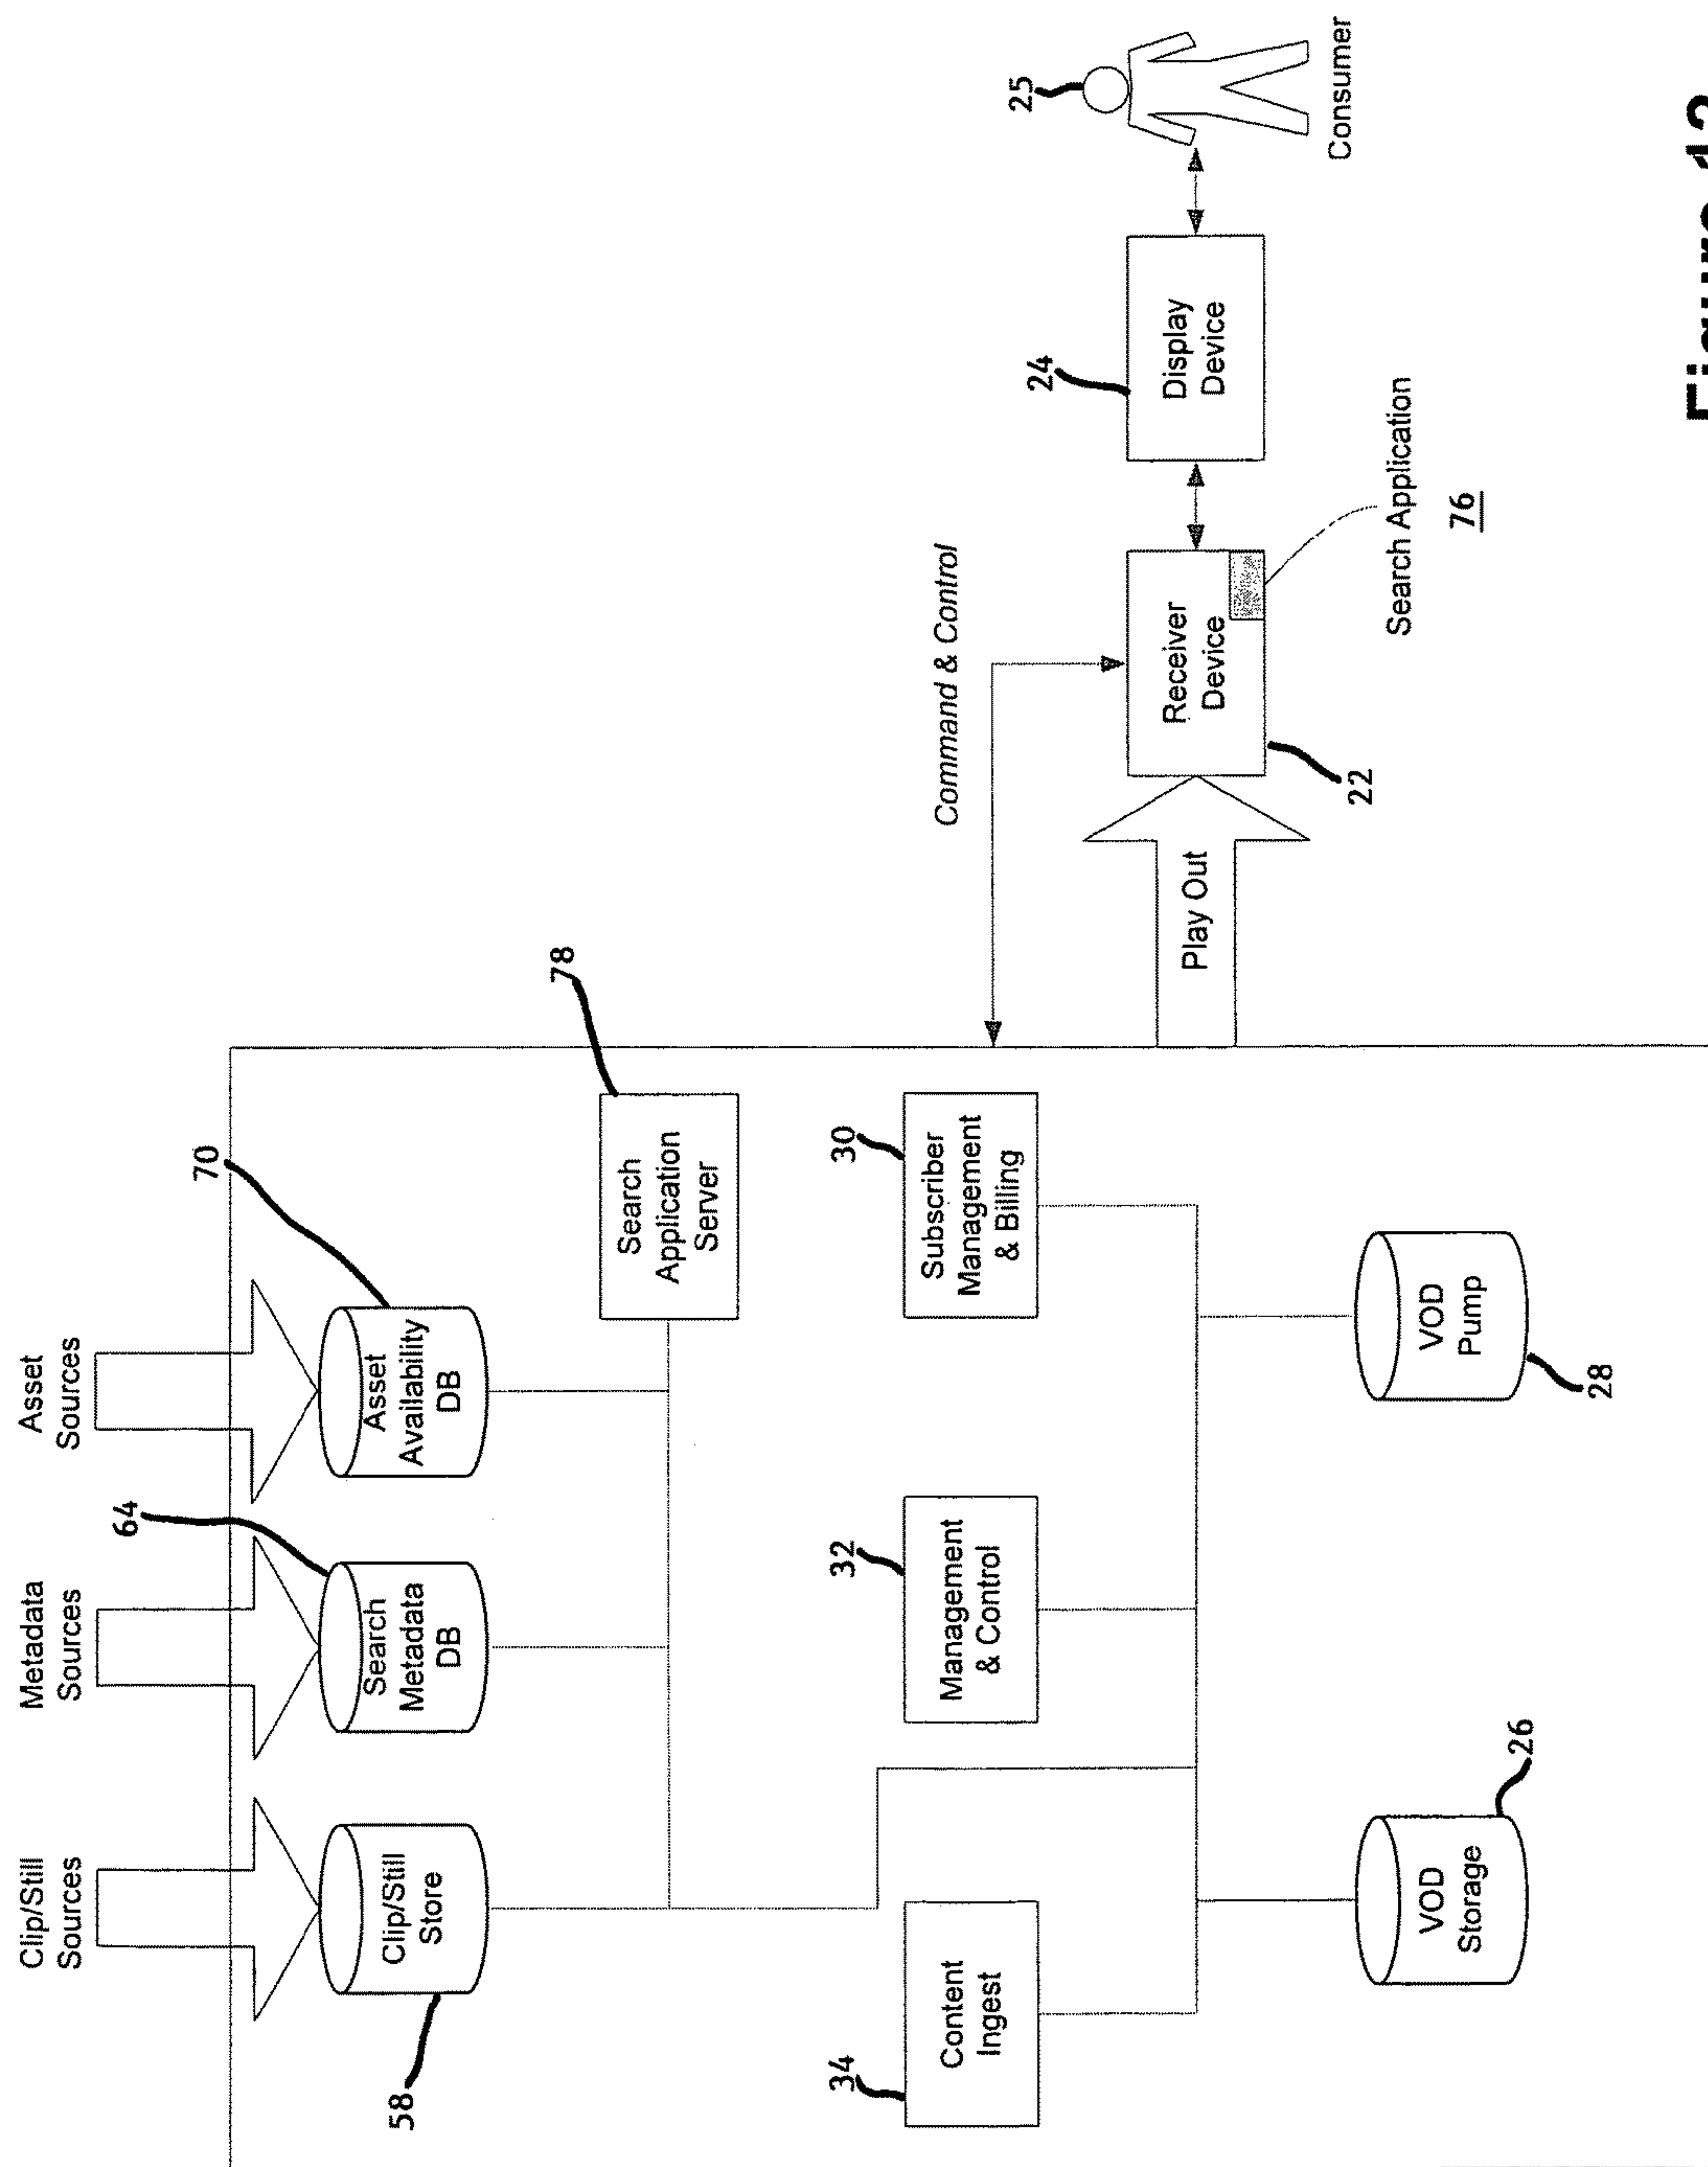 Clip/Still
Sources
Metadata
Sources
Asset
Sources
64
70
58
Clip/Still
Store
Search
Metadata
DB
Asset
Availability
DB
78
Search
Application
Server
34
Content
Ingest
32
Management
& Control
30
Subscriber
Management
& Billing
VOD
Storage
26
VOD
Pump
28
Command & Control
Play Out
Receiver
Device
22
Search Application
76
24
Display
Device
25
Consumer
Figure